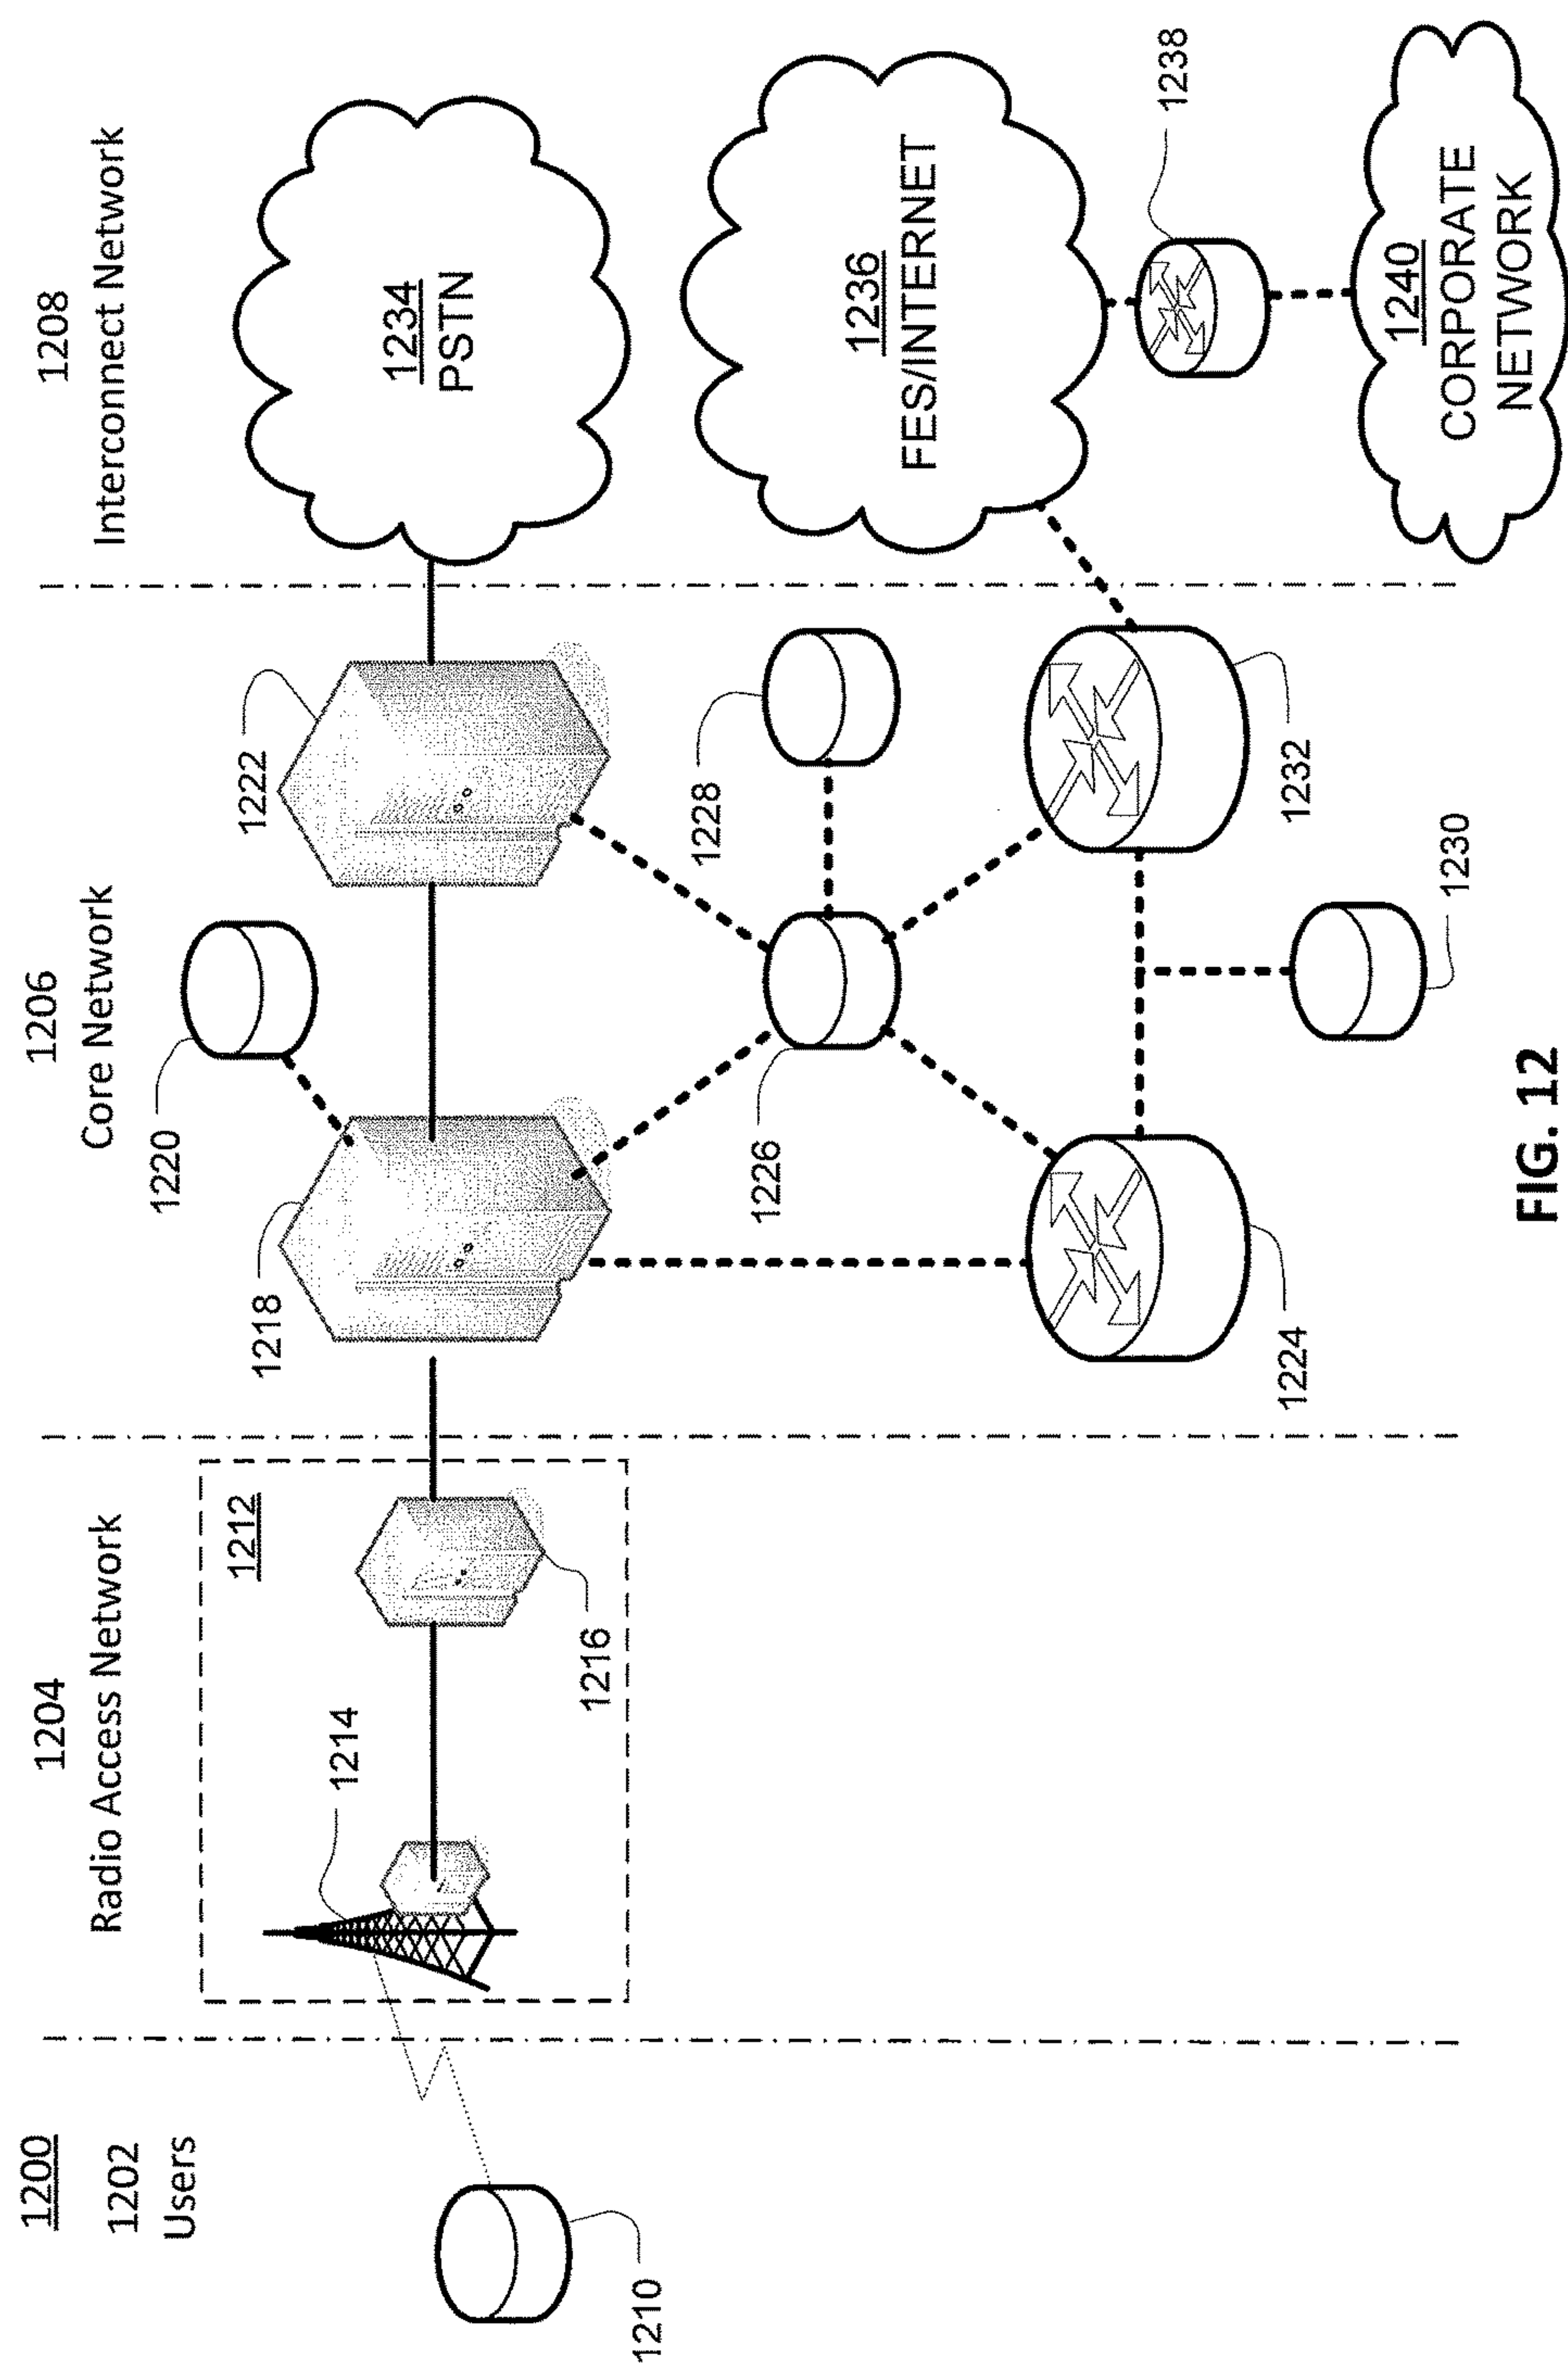 1200
1202
Users
1204
Radio Access Network
1206
Core Network
1208
Interconnect Network
1210
1212
1214
1216
1218
1220
1222
1224
1226
1228
1230
1232
1234
PSTN
1236
FES/INTERNET
1238
1240
CORPORATE
NETWORK
FIG. 12